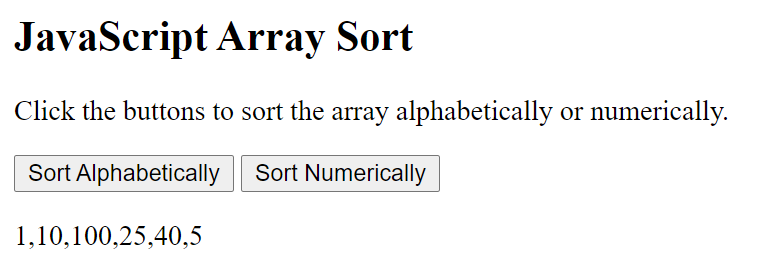 JavaScript Array Sort
Click the buttons to sort the array alphabetically or numerically.
Sort Alphabetically Sort Numerically
1,10,100,25,40,5